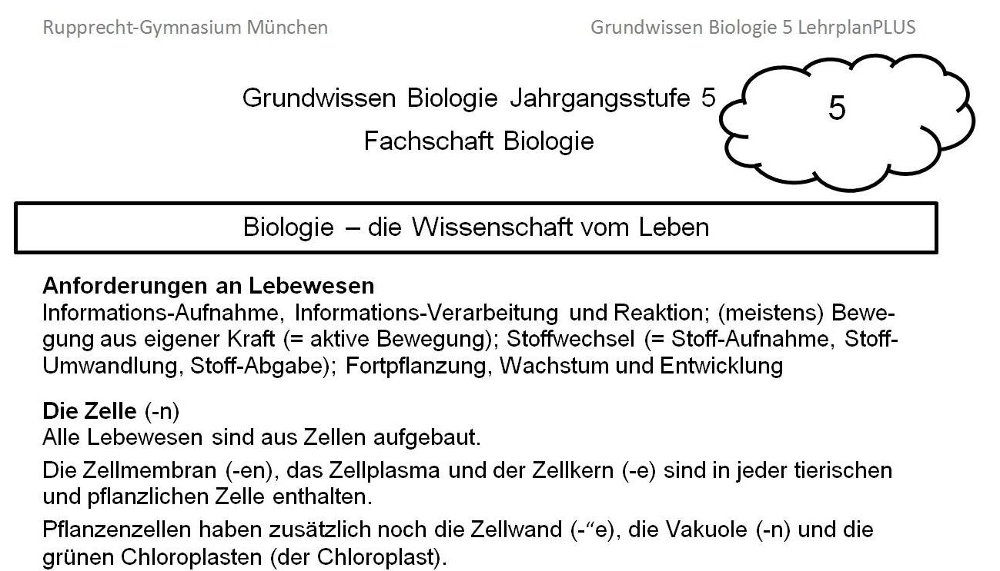 Rupprecht-Gymnasium München Grundwissen Biologie 5 LehrplanPLUS
Grundwissen Biologie Jahrgangsstufe 5
5
Fachschaft Biologie
Biologie – die Wissenschaft vom Leben
Anforderungen an Lebewesen
Informations-Aufnahme, Informations-Verarbeitung und Reaktion; (meistens) Bewe-
gung aus eigener Kraft (= aktive Bewegung); Stoffwechsel (= Stoff-Aufnahme, Stoff-
Umwandlung, Stoff-Abgabe); Fortpflanzung, Wachstum und Entwicklung
Die Zelle (-n)
Alle Lebewesen sind aus Zellen aufgebaut.
Die Zellmembran (-en), das Zellplasma und der Zellkern (-e) sind in jeder tierischen
und pflanzlichen Zelle enthalten.
Pflanzenzellen haben zusätzlich noch die Zellwand (-“e), die Vakuole (-n) und die
grünen Chloroplasten (der Chloroplast).